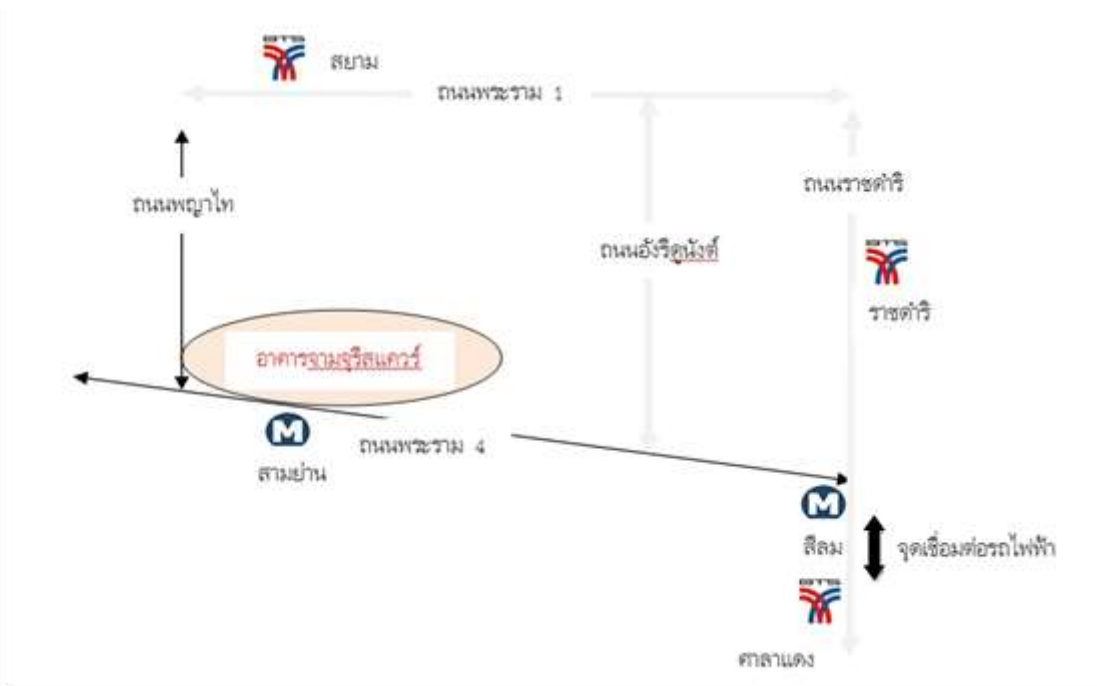 BTS
สยาม
ถนนพระราม 1
ถนนราชดำริ
ถนนพญาไท
BTS
ถนนอังรีดูนังต์
ราชดำริ
อาคารจามจุรีสแควร์
M
ถนนพระราม 4
สามย่าน
M
สีลม
จุดเชื่อมต่อรถไฟฟ้า
BTS
ศาลาแดง